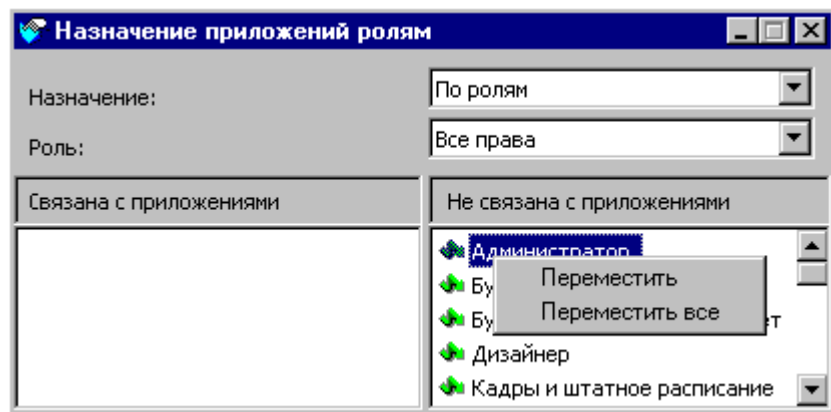 Назначение приложений ролям
Назначение:
По ролям
Роль:
Все права
Связана с приложениями
Не связана с приложениями
Администратор
Переместить
Переместить все
Дизайнер
Кадры и штатное расписание